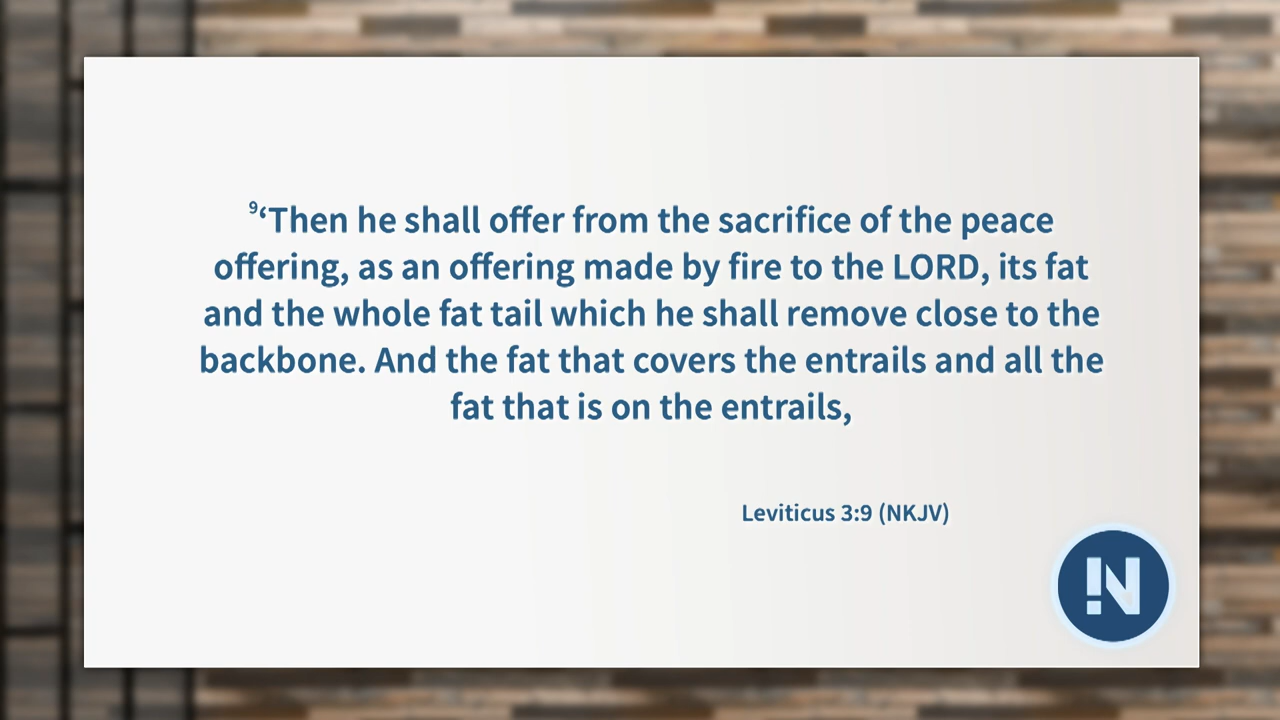 ⁹‘Then he shall offer from the sacrifice of the peace
offering, as an offering made by fire to the LORD, its fat
and the whole fat tail which he shall remove close to the
backbone. And the fat that covers the entrails and all the
fat that is on the entrails,
Leviticus 3:9 (NKJV)
!N